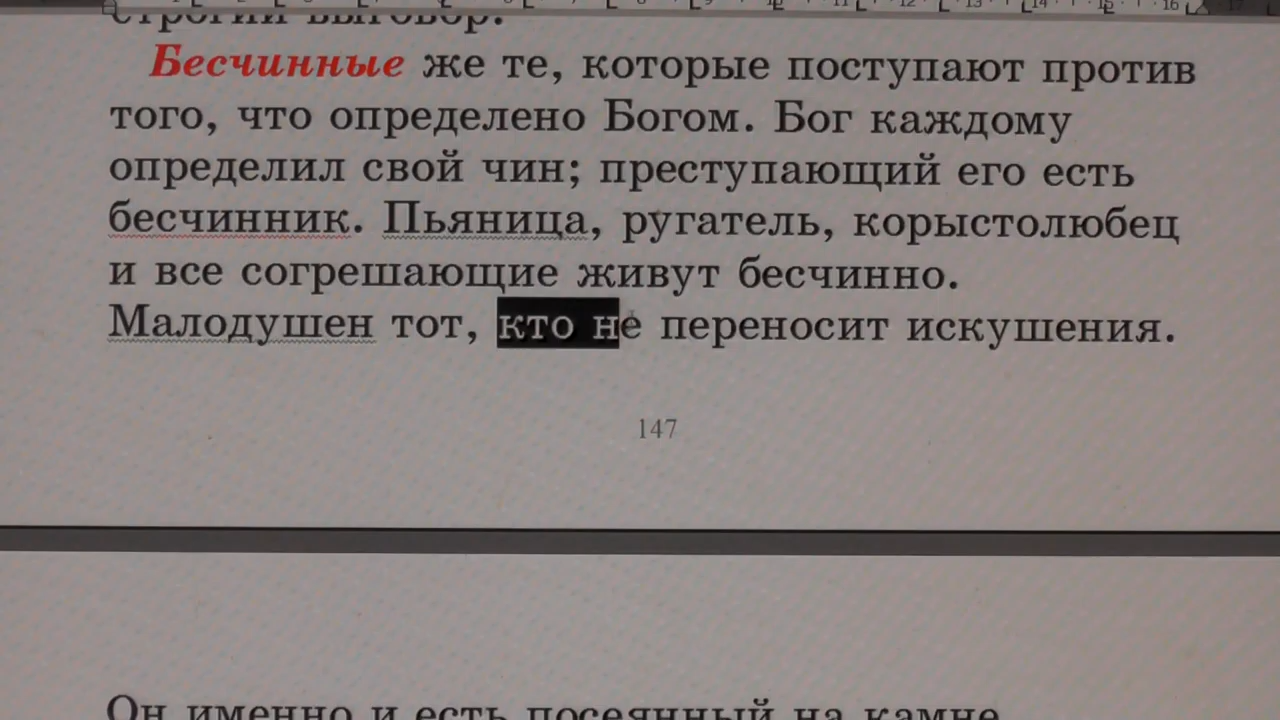 строгий выговор.
Бесчинные же те, которые поступают против
того, что определено Богом. Бог каждому
определил свой чин; преступающий его есть
бесчинник. Пьяница, ругатель, корыстолюбец
и все согрешающие живут бесчинно.
Малодушен тот, кто не переносит искушения.
147
Он именно и есть посеянный на камне